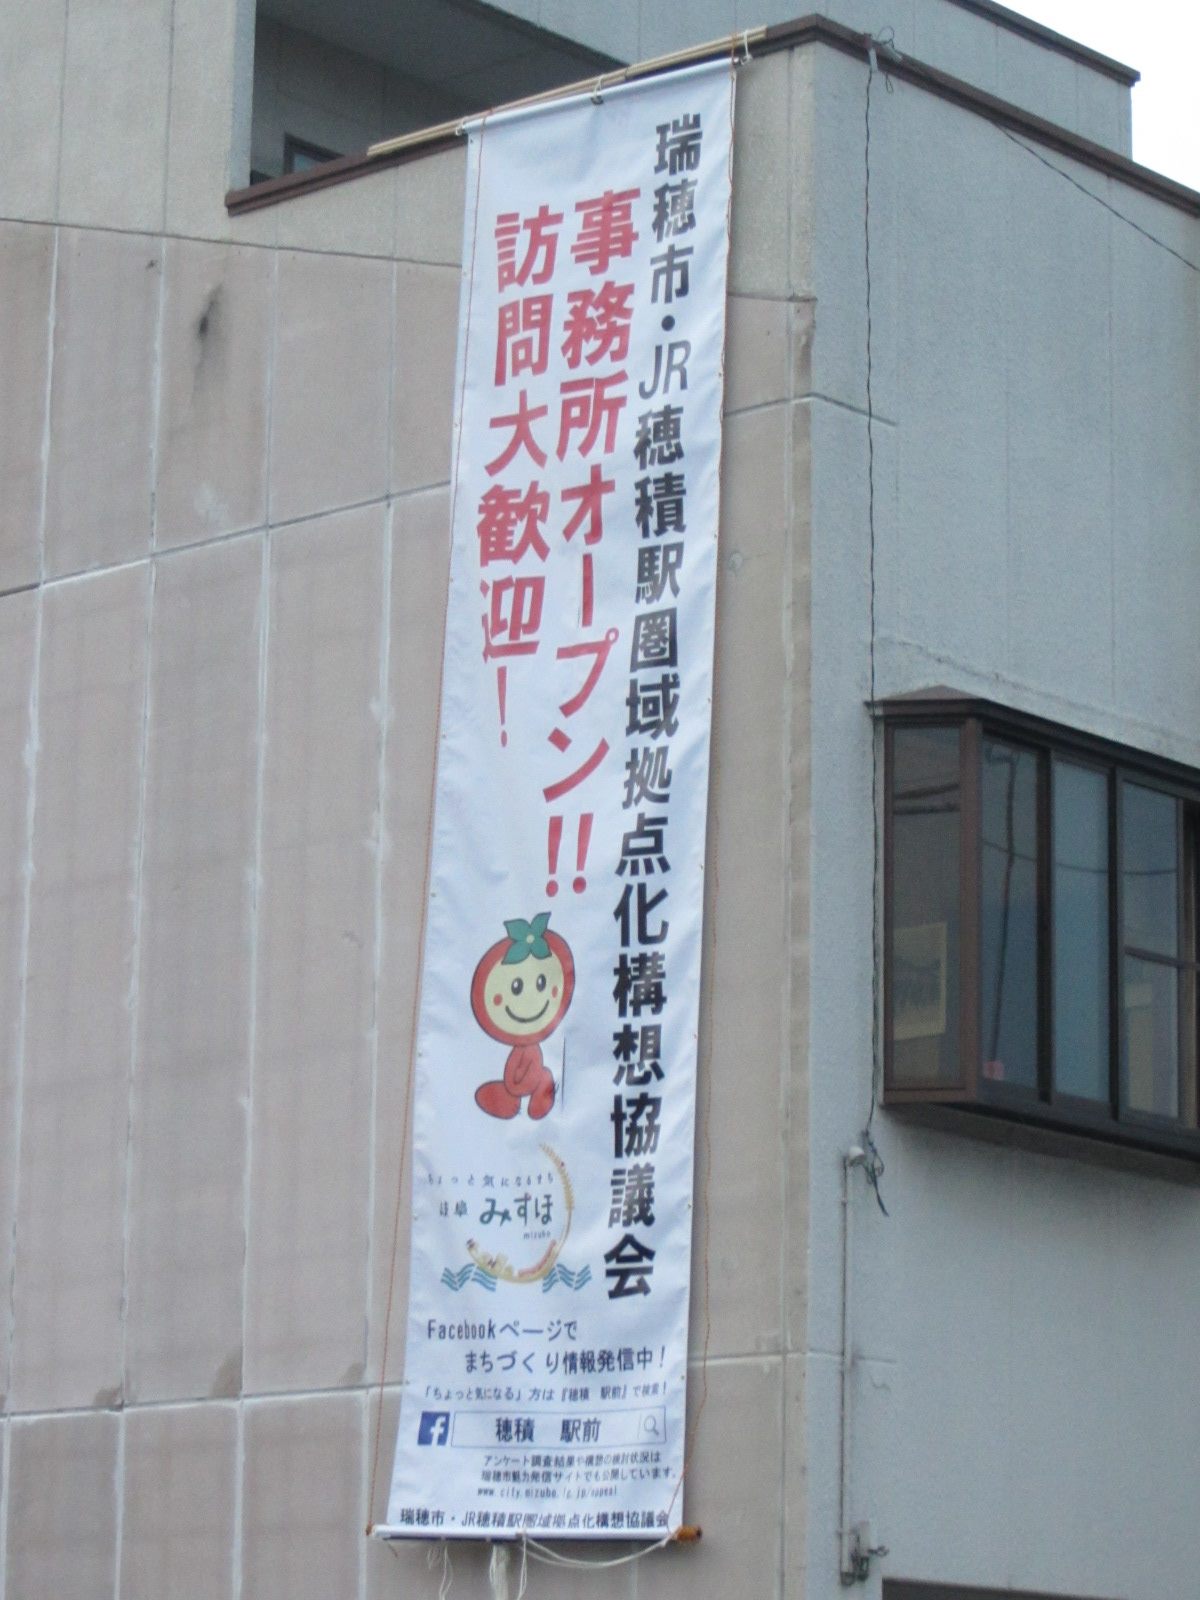 瑞穂市・JR穂積駅圏域拠点化構想協議会
事務所オープン!!
訪問大歓迎!
ちょっと気になるまち
岐阜 みずほ
mizuho
Facebookページで
まちづくり情報発信中!
「ちょっと気になる」方は『穂積 駅前』で検索!
f 穂積 駅前
アンケート調査結果や構想の検討状況は
瑞穂市魅力発信サイトでも公開しています。
www.city.mizuho.lg.jp/appeal
瑞穂市・JR穂積駅圏域拠点化構想協議会